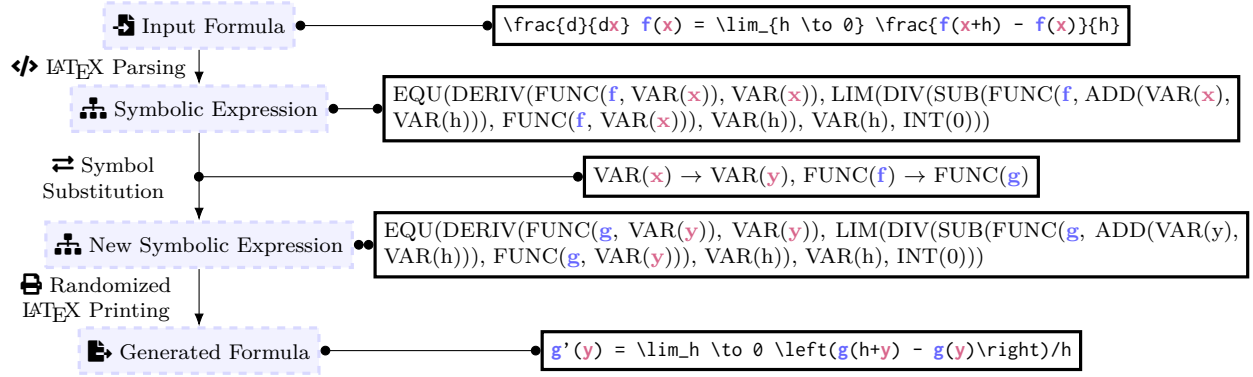 Input Formula
\frac{d}{dx} f(x) = \lim_{h \to 0} \frac{f(x+h) - f(x)}{h}
LATEX Parsing
Symbolic Expression
EQU(DERIV(FUNC(f, VAR(x)), VAR(x)), LIM(DIV(SUB(FUNC(f, ADD(VAR(x),
VAR(h))), FUNC(f, VAR(x))), VAR(h)), VAR(h), INT(0)))
Symbol
Substitution
VAR(x) → VAR(y), FUNC(f) → FUNC(g)
New Symbolic Expression
EQU(DERIV(FUNC(g, VAR(y)), VAR(y)), LIM(DIV(SUB(FUNC(g, ADD(VAR(y),
VAR(h))), FUNC(g, VAR(y))), VAR(h)), VAR(h), INT(0)))
Randomized
LATEX Printing
Generated Formula
g'(y) = \lim_h \to 0 \left(g(h+y) - g(y)\right)/h